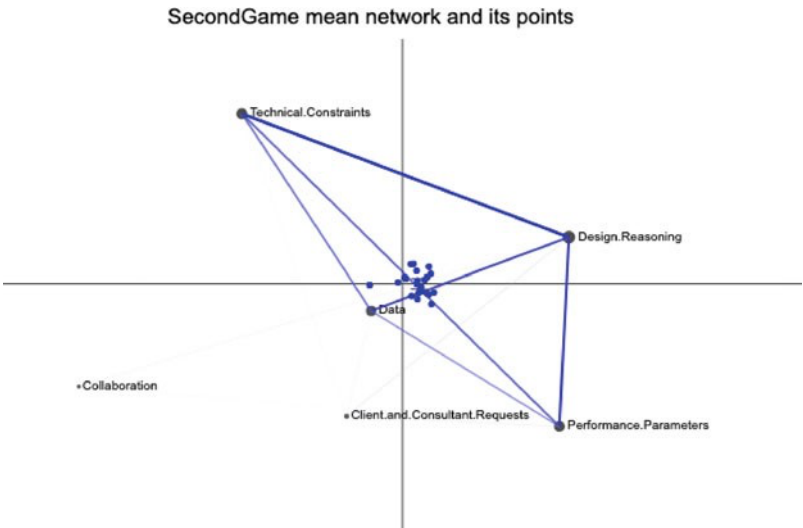 SecondGame mean network and its points
Technical.Constraints
Design.Reasoning
Data
Collaboration
Client.and.Consultant.Requests
Performance.Parameters